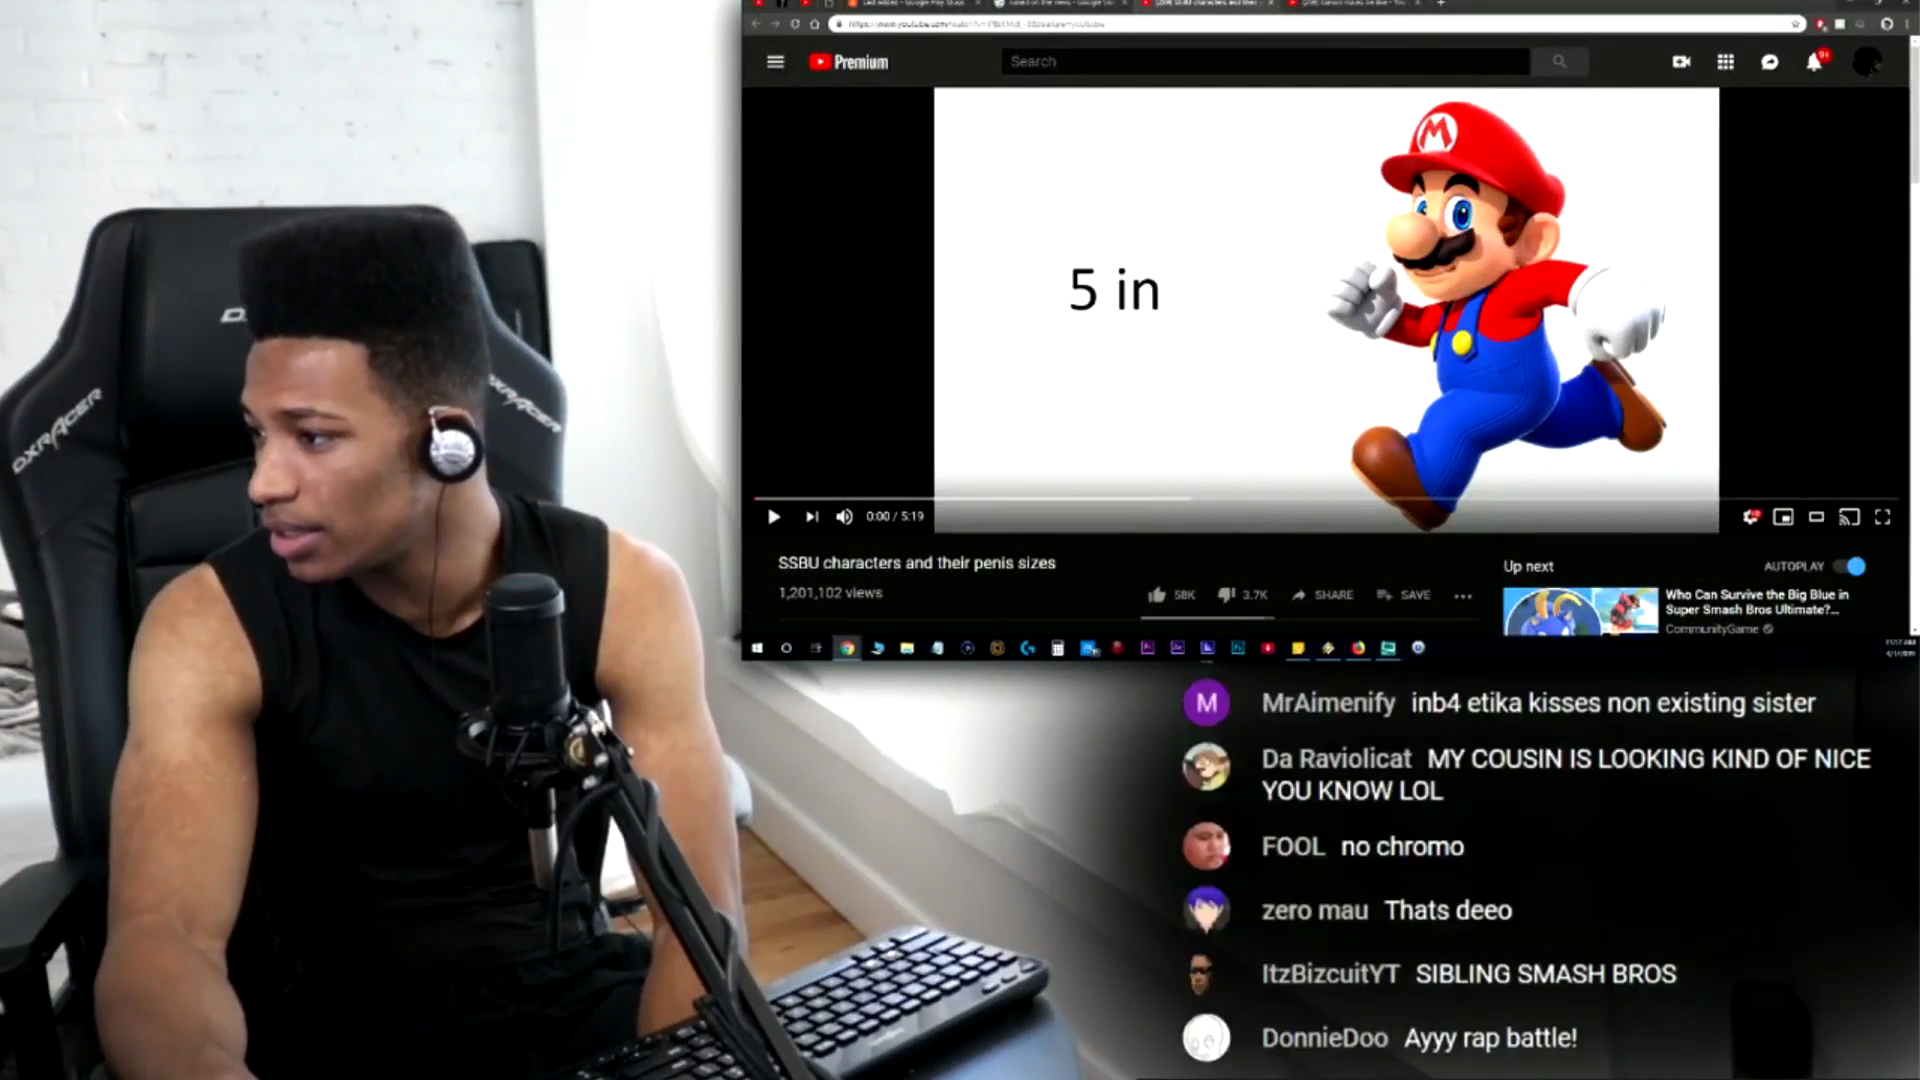 Premium
Search
M
5 in
0:00 / 5:19
SSBU characters and their penis sizes
1,201,102 views
58K
3.7K
SHARE
SAVE
Up next
AUTOPLAY
Who Can Survive the Big Blue in
Super Smash Bros Ultimate?...
CommunityGame
DXRACER
DXRACER
M
MrAimenify inb4 etika kisses non existing sister
Da Raviolicat MY COUSIN IS LOOKING KIND OF NICE
YOU KNOW LOL
FOOL no chromo
zero mau Thats deeo
ItzBizcuitYT SIBLING SMASH BROS
DonnieDoo Ayyy rap battle!